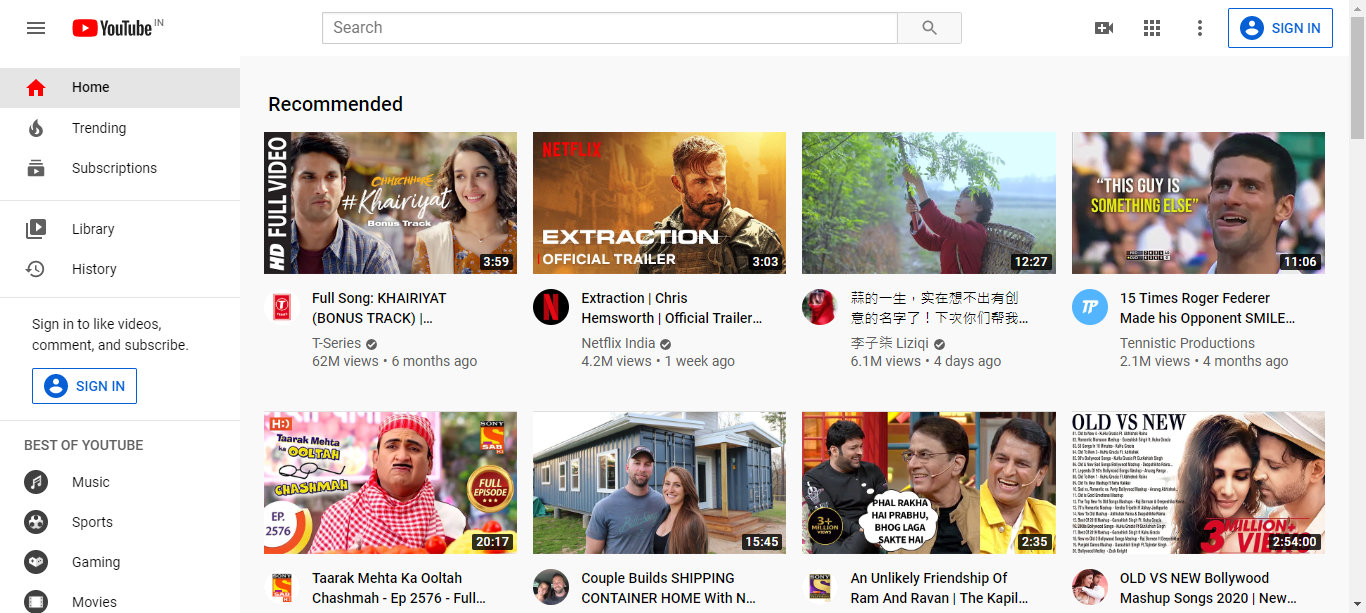 YouTube IN
Search
SIGN IN
Home
Trending
Subscriptions
Library
History
Sign in to like videos,
comment, and subscribe.
SIGN IN
BEST OF YOUTUBE
Music
Sports
Gaming
Movies
Recommended
HD FULL VIDEO
CHHICHHORE
#Khairiyat
Bonus Track
3:59
Full Song: KHAIRIYAT
(BONUS TRACK) |...
T-Series
62M views • 6 months ago
NETFLIX
EXTRACTION
OFFICIAL TRAILER
3:03
Extraction | Chris
Hemsworth | Official Trailer...
Netflix India
4.2M views • 1 week ago
12:27
蒜的一生，实在想不出有创
意的名字了！下次你们帮我...
李子柒 Liziqi
6.1M views • 4 days ago
"THIS GUY IS
SOMETHING ELSE"
11:06
TP
15 Times Roger Federer
Made his Opponent SMILE...
Tennistic Productions
2.1M views • 4 months ago
HD
Taarak Mehta
Ka OOLTAH
CHASHMAH
EP.
2576
SONY
SAB
HD
FULL
EPISODE
20:17
Taarak Mehta Ka Ooltah
Chashmah - Ep 2576 - Full...
15:45
Couple Builds SHIPPING
CONTAINER HOME With N...
3+
MILLION
VIEWS
PHAL RAKHA
HAI PRABHU,
BHOG LAGA
SAKTE HAI
2:35
SONY
An Unlikely Friendship Of
Ram And Ravan | The Kapil...
OLD VS NEW
3 MILLION+
VIEWS
2:54:00
OLD VS NEW Bollywood
Mashup Songs 2020 | New...